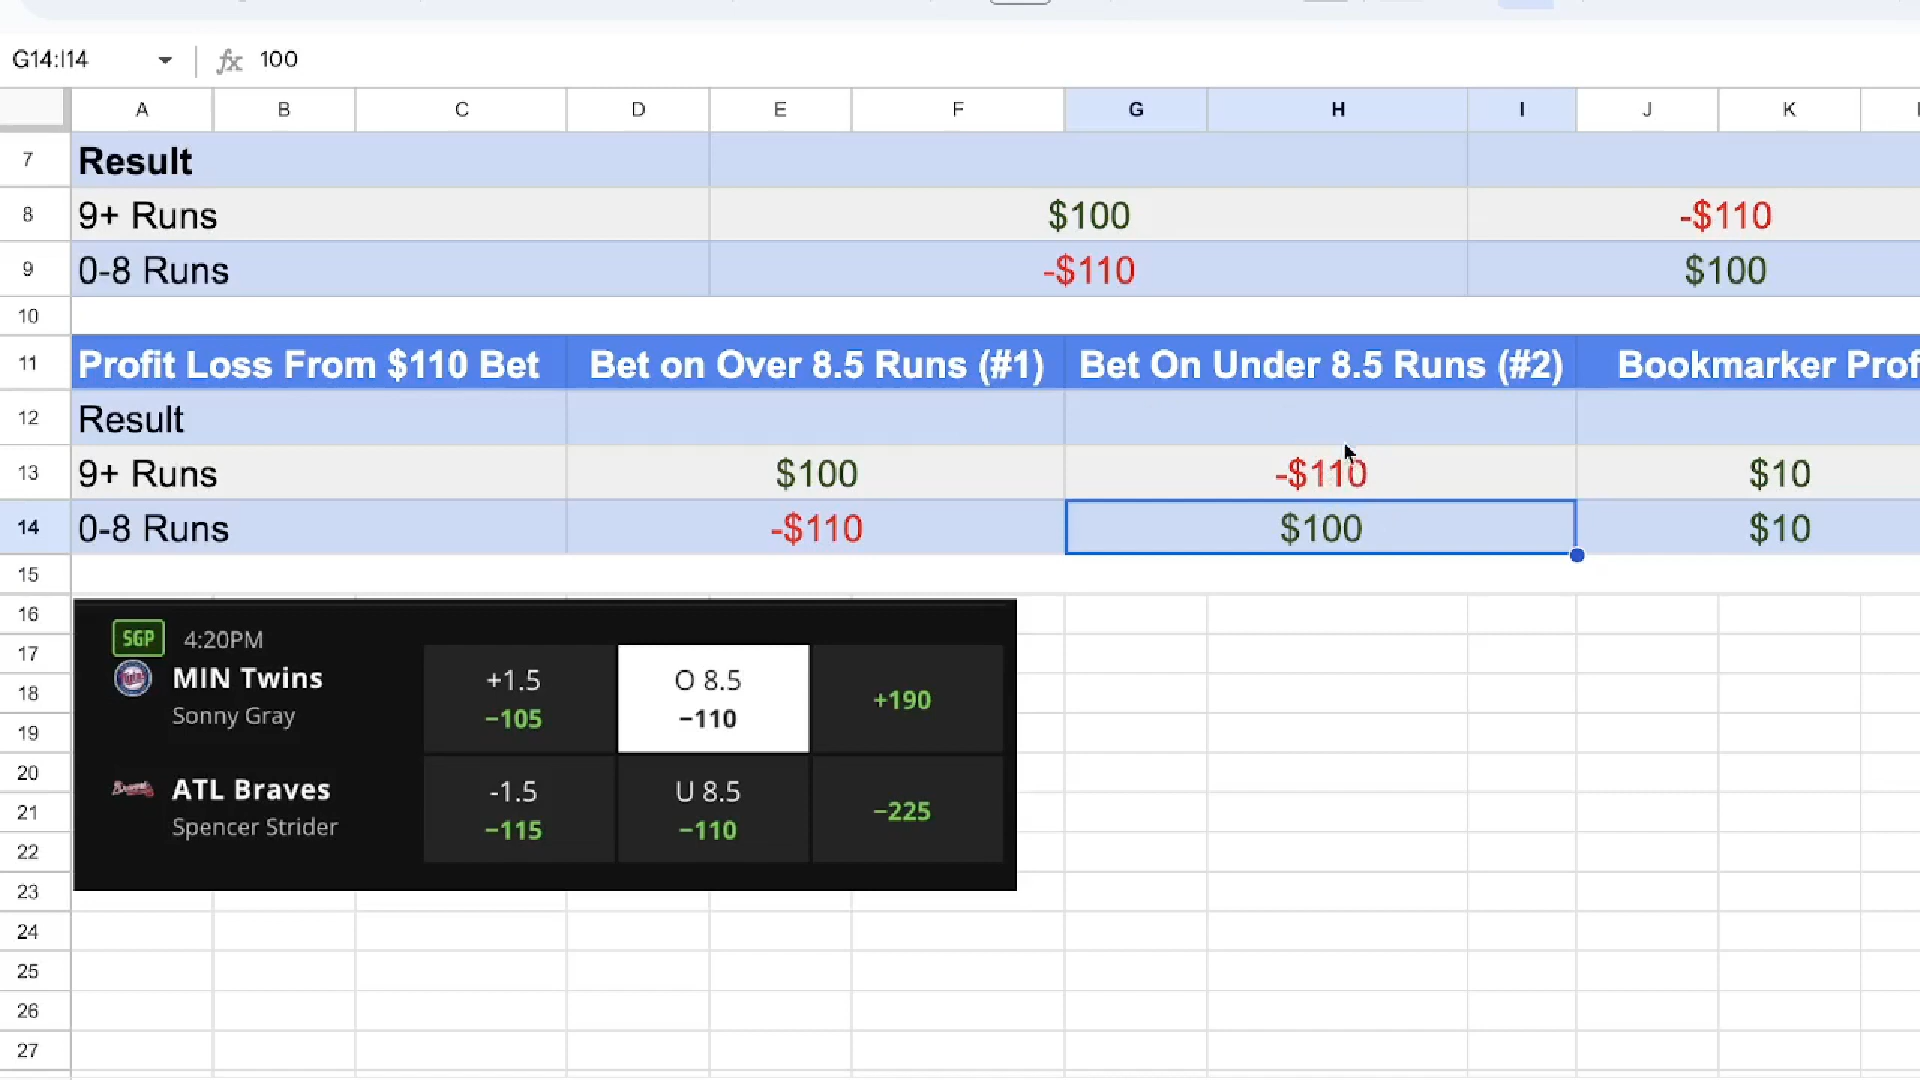 G14:I14 fx 100
A B C D E F G H I J K
7 Result
8 9+ Runs $100 -$110
9 0-8 Runs -$110 $100
10
11 Profit Loss From $110 Bet Bet on Over 8.5 Runs (#1) Bet On Under 8.5 Runs (#2) Bookmarker Prof
12 Result
13 9+ Runs $100 -$110 $10
14 0-8 Runs -$110 $100 $10
15
16
SGP 4:20PM
17
MIN Twins +1.5 O 8.5 +190
18
Sonny Gray −105 −110
19
20
ATL Braves -1.5 U 8.5 −225
21
Spencer Strider −115 −110
22
23
24
25
26
27